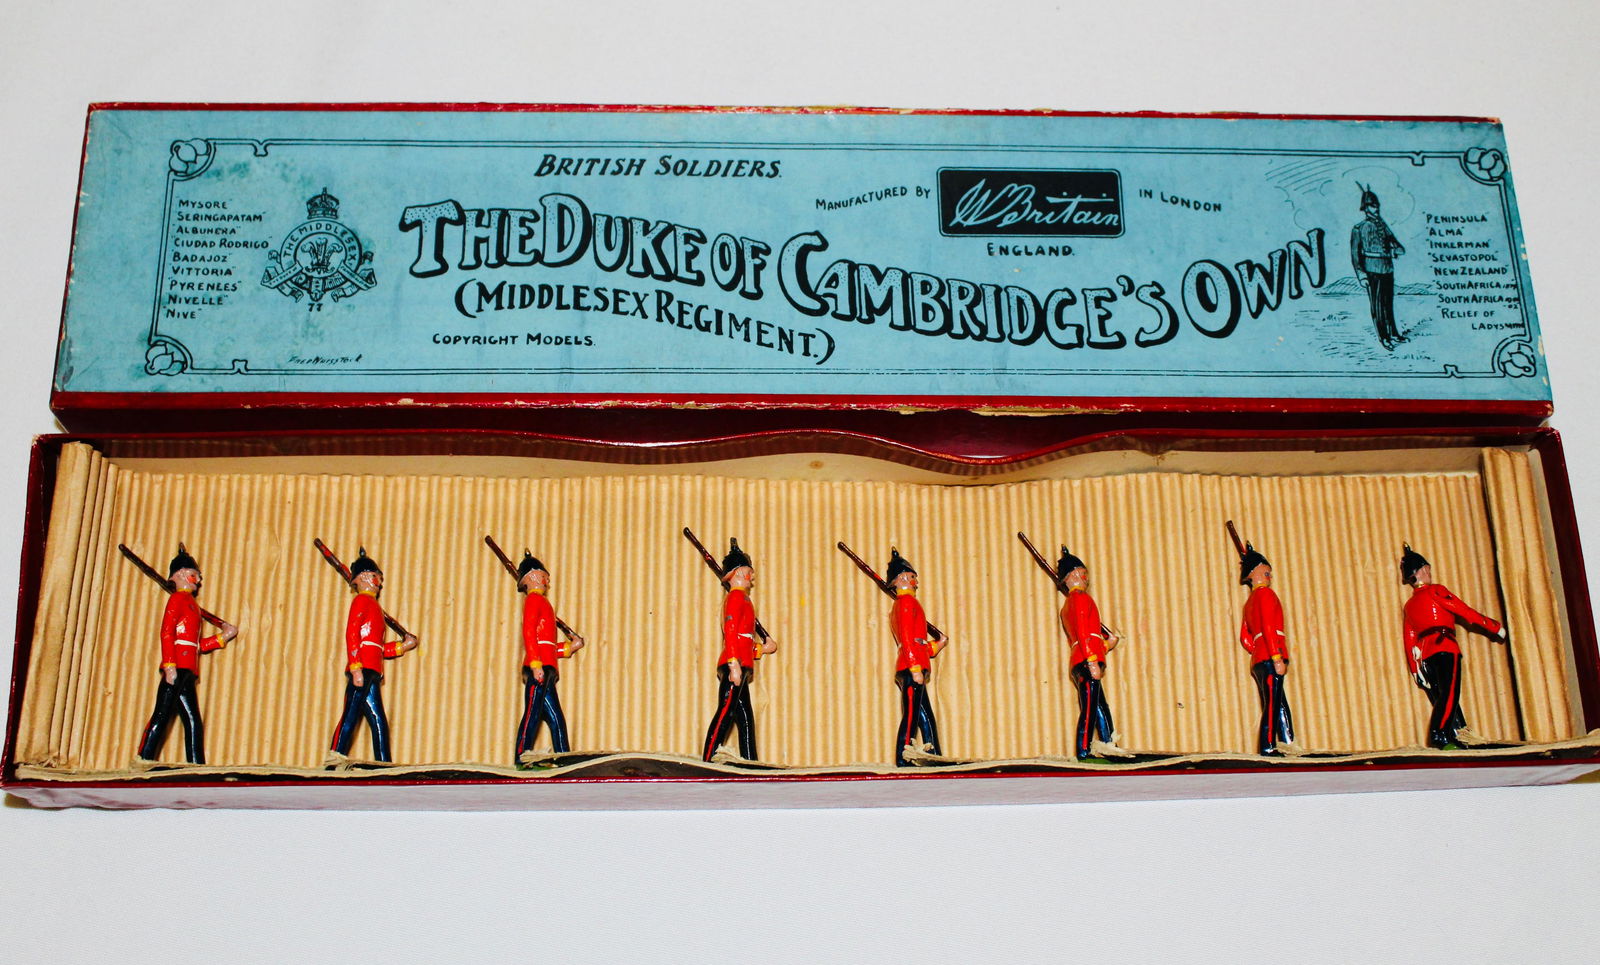 BRITISH SOLDIERS.
MANUFACTURED BY
W Britain
IN LONDON
ENGLAND.
THE DUKE OF CAMBRIDGE'S OWN
(MIDDLESEX REGIMENT.)
COPYRIGHT MODELS.
MYSORE
"SERINGAPATAM"
"ALBUHERA"
"CIUDAD RODRIGO"
"BADAJOZ"
"VITTORIA"
"PYRENEES"
"NIVELLE"
"NIVE"
THE MIDDLESEX
77
"PENINSULA"
"ALMA"
"INKERMAN"
"SEVASTOPOL"
"NEW ZEALAND"
"SOUTH AFRICA
SOUTH AFRICA
"RELIEF OF
LADYSMITH